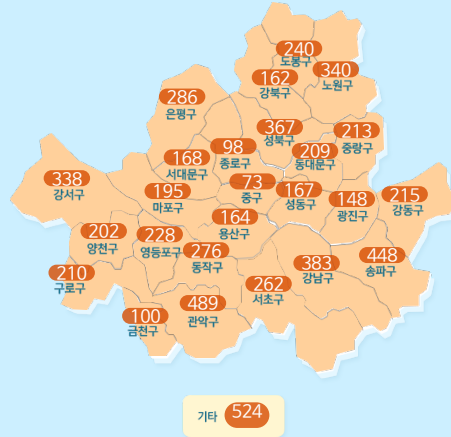 240
도봉구
340
노원구
162
강북구
286
은평구
367
성북구
213
중랑구
98
종로구
209
동대문구
168
서대문구
338
강서구
195
마포구
73
중구
167
성동구
148
광진구
215
강동구
164
용산구
202
양천구
228
영등포구
276
동작구
383
강남구
448
송파구
210
구로구
262
서초구
489
관악구
100
금천구
기타 524